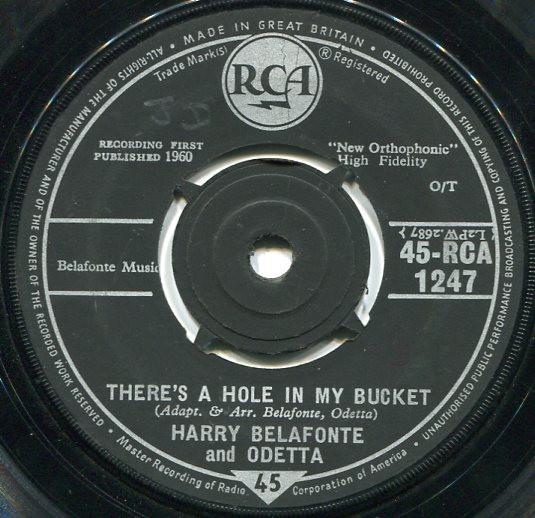 ALL-RIGHTS OF THE MANUFACTURER AND OF THE OWNER OF THE RECORDED WORK RESERVED • MADE IN GREAT BRITAIN • UNAUTHORISED PUBLIC PERFORMANCE BROADCASTING AND COPYING OF THIS RECORD PROHIBITED
Trade Mark(s)
® Registered
RCA
JD
RECORDING FIRST
PUBLISHED 1960
"New Orthophonic"
High Fidelity
O/T
(L2PW.2687)
45-RCA
1247
Belafonte Music
THERE'S A HOLE IN MY BUCKET
(Adapt. & Arr. Belafonte, Odetta)
HARRY BELAFONTE
and ODETTA
Master Recording of Radio Corporation of America
45